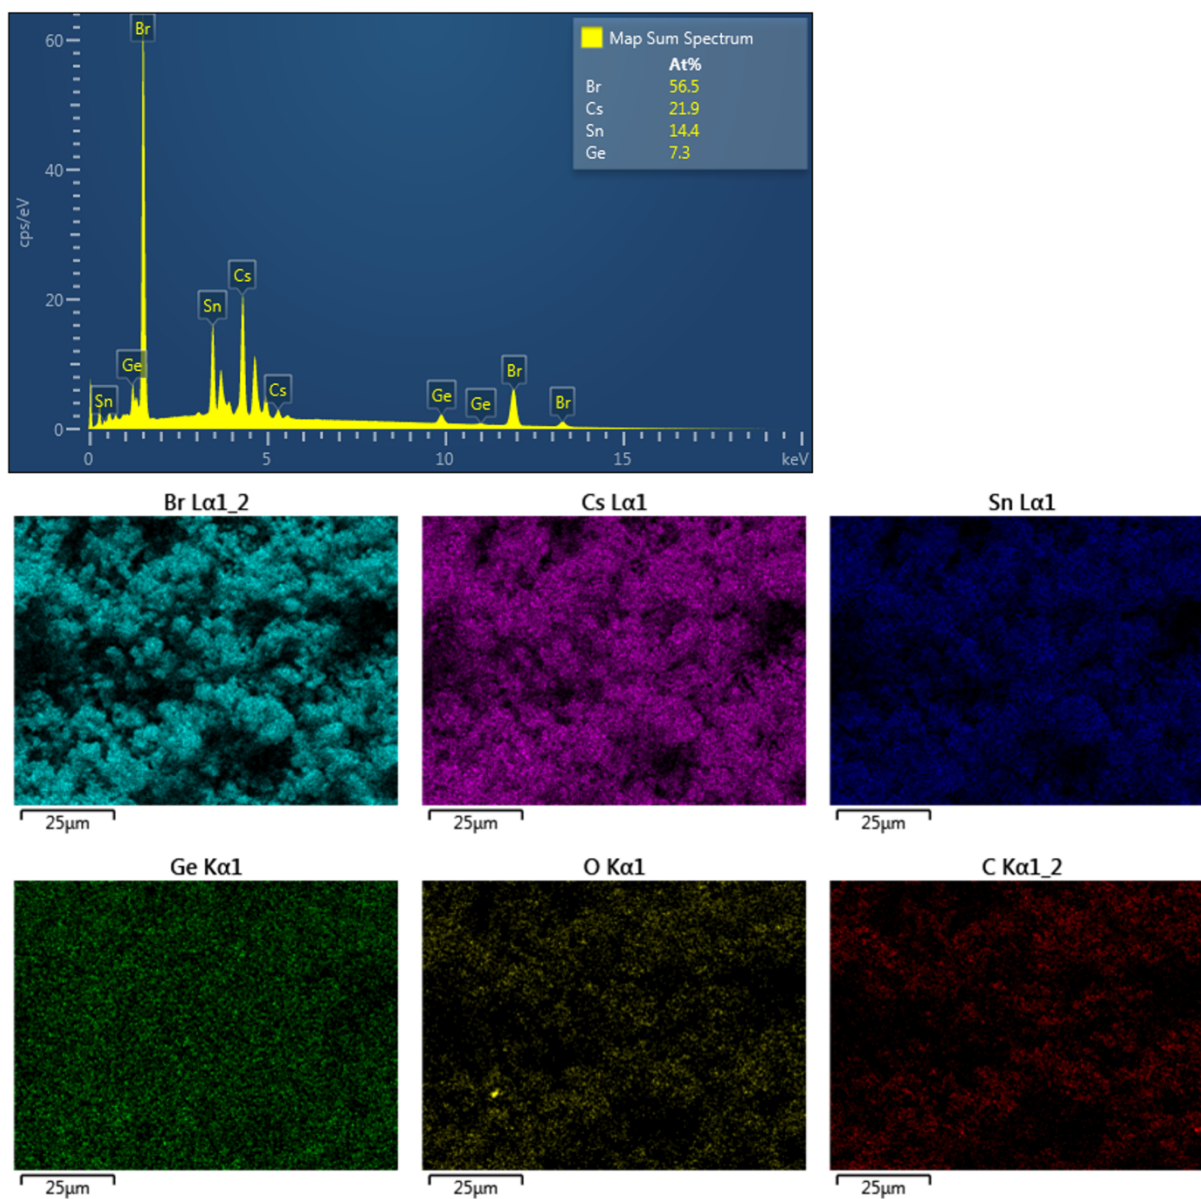 Br
Map Sum Spectrum
At%
Br 56.5
Cs 21.9
Sn 14.4
Ge 7.3
60
40
20
0
cps/eV
Cs
Sn
Ge
Sn
Cs
Ge
Ge
Br
Br
0 5 10 15 keV
Br Lα1_2
Cs Lα1
Sn Lα1
25μm
25μm
25μm
Ge Kα1
O Kα1
C Kα1_2
25μm
25μm
25μm